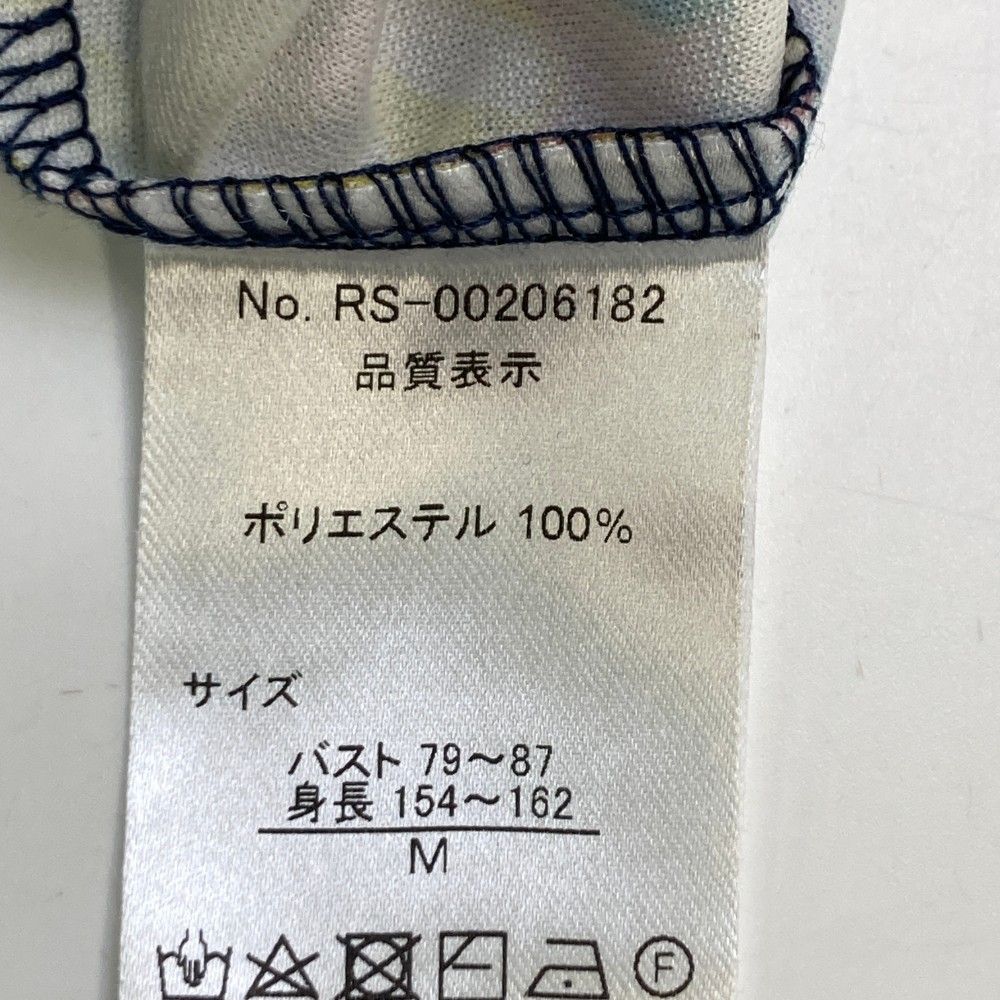 No. RS-00206182
品質表示
ポリエステル 100%
サイズ
バスト 79～87
身長 154～162
M
F